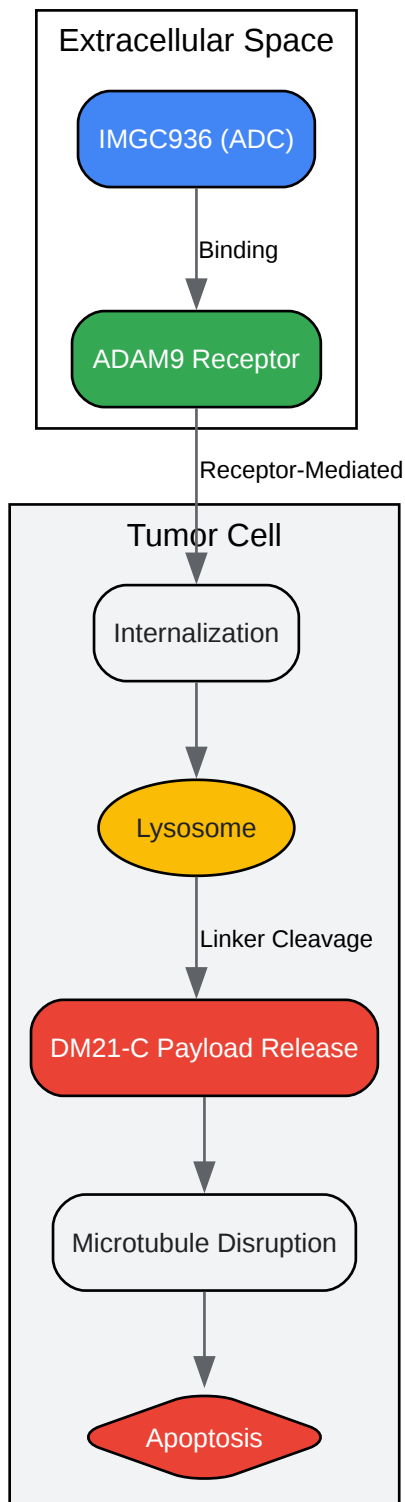 Extracellular Space
IMGC936 (ADC)
Binding
ADAM9 Receptor
Receptor-Mediated
Tumor Cell
Internalization
Lysosome
Linker Cleavage
DM21-C Payload Release
Microtubule Disruption
Apoptosis